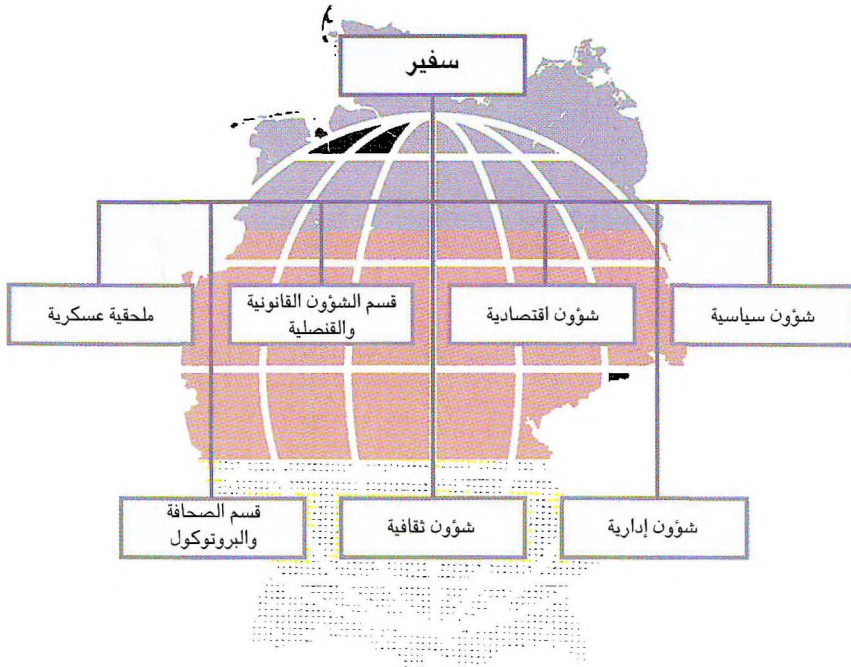 سفير
شؤون سياسية
شؤون اقتصادية
قسم الشؤون القانونية
والقنصلية
ملحقية عسكرية
شؤون إدارية
شؤون ثقافية
قسم الصحافة
والبروتوكول